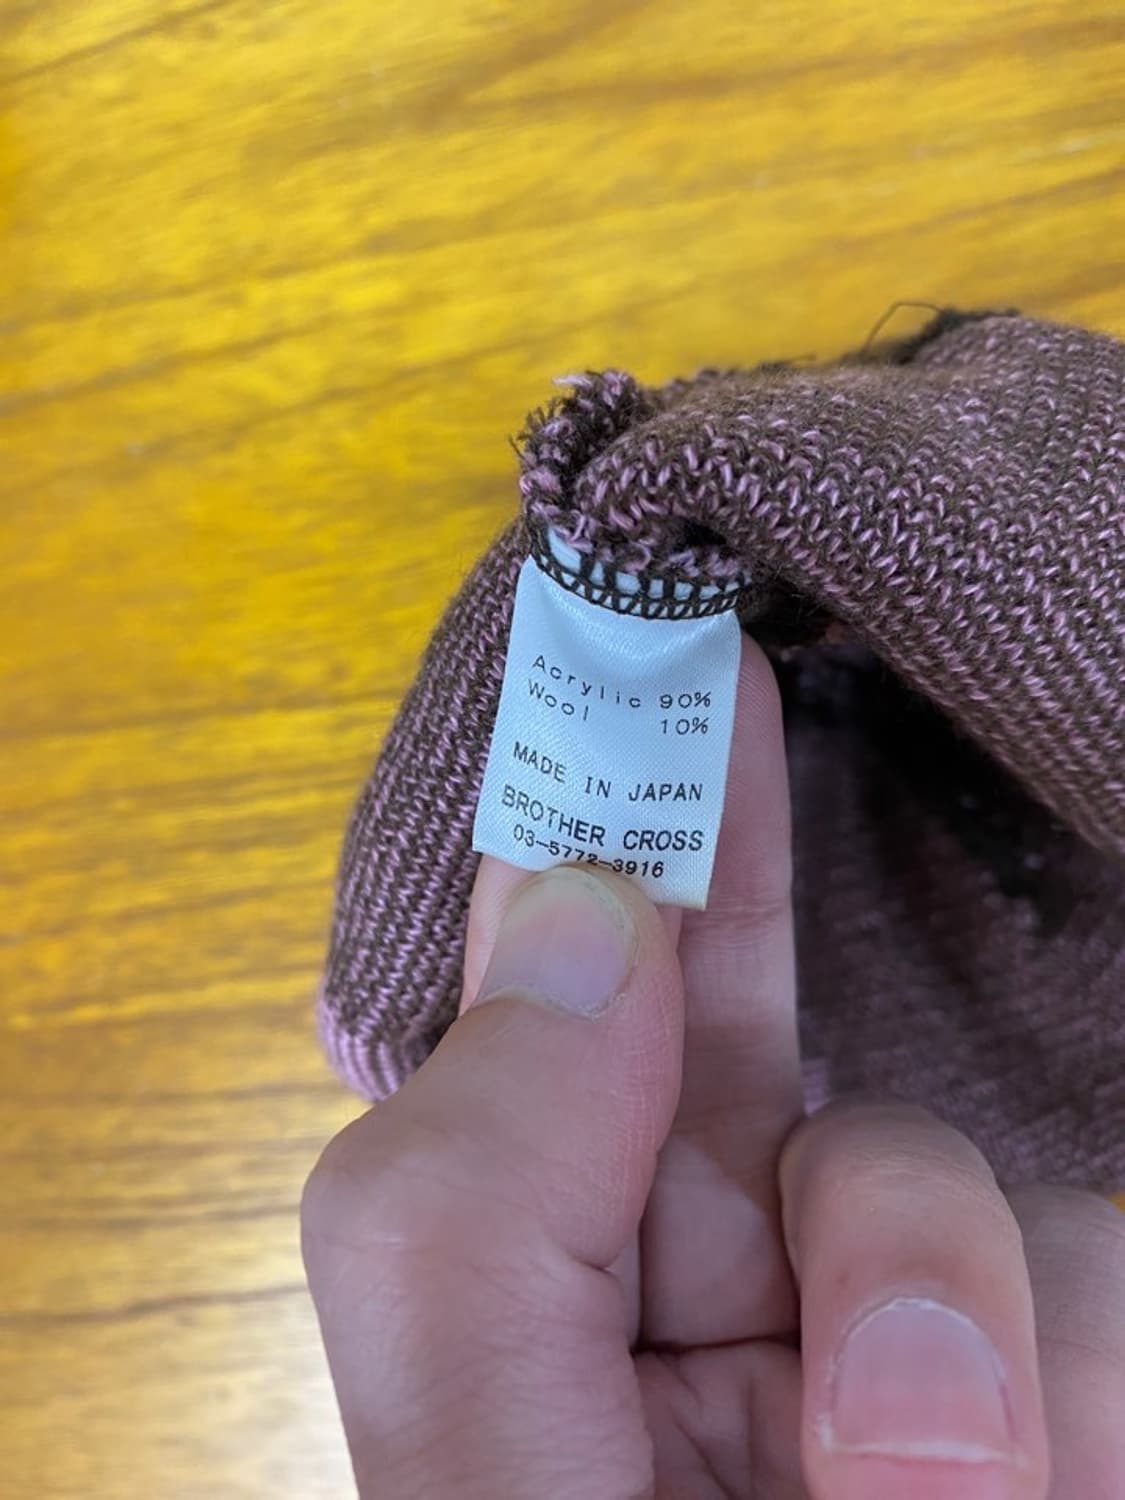 Acrylic 90%
Wool 10%
MADE IN JAPAN
BROTHER CROSS
03-5772-3916